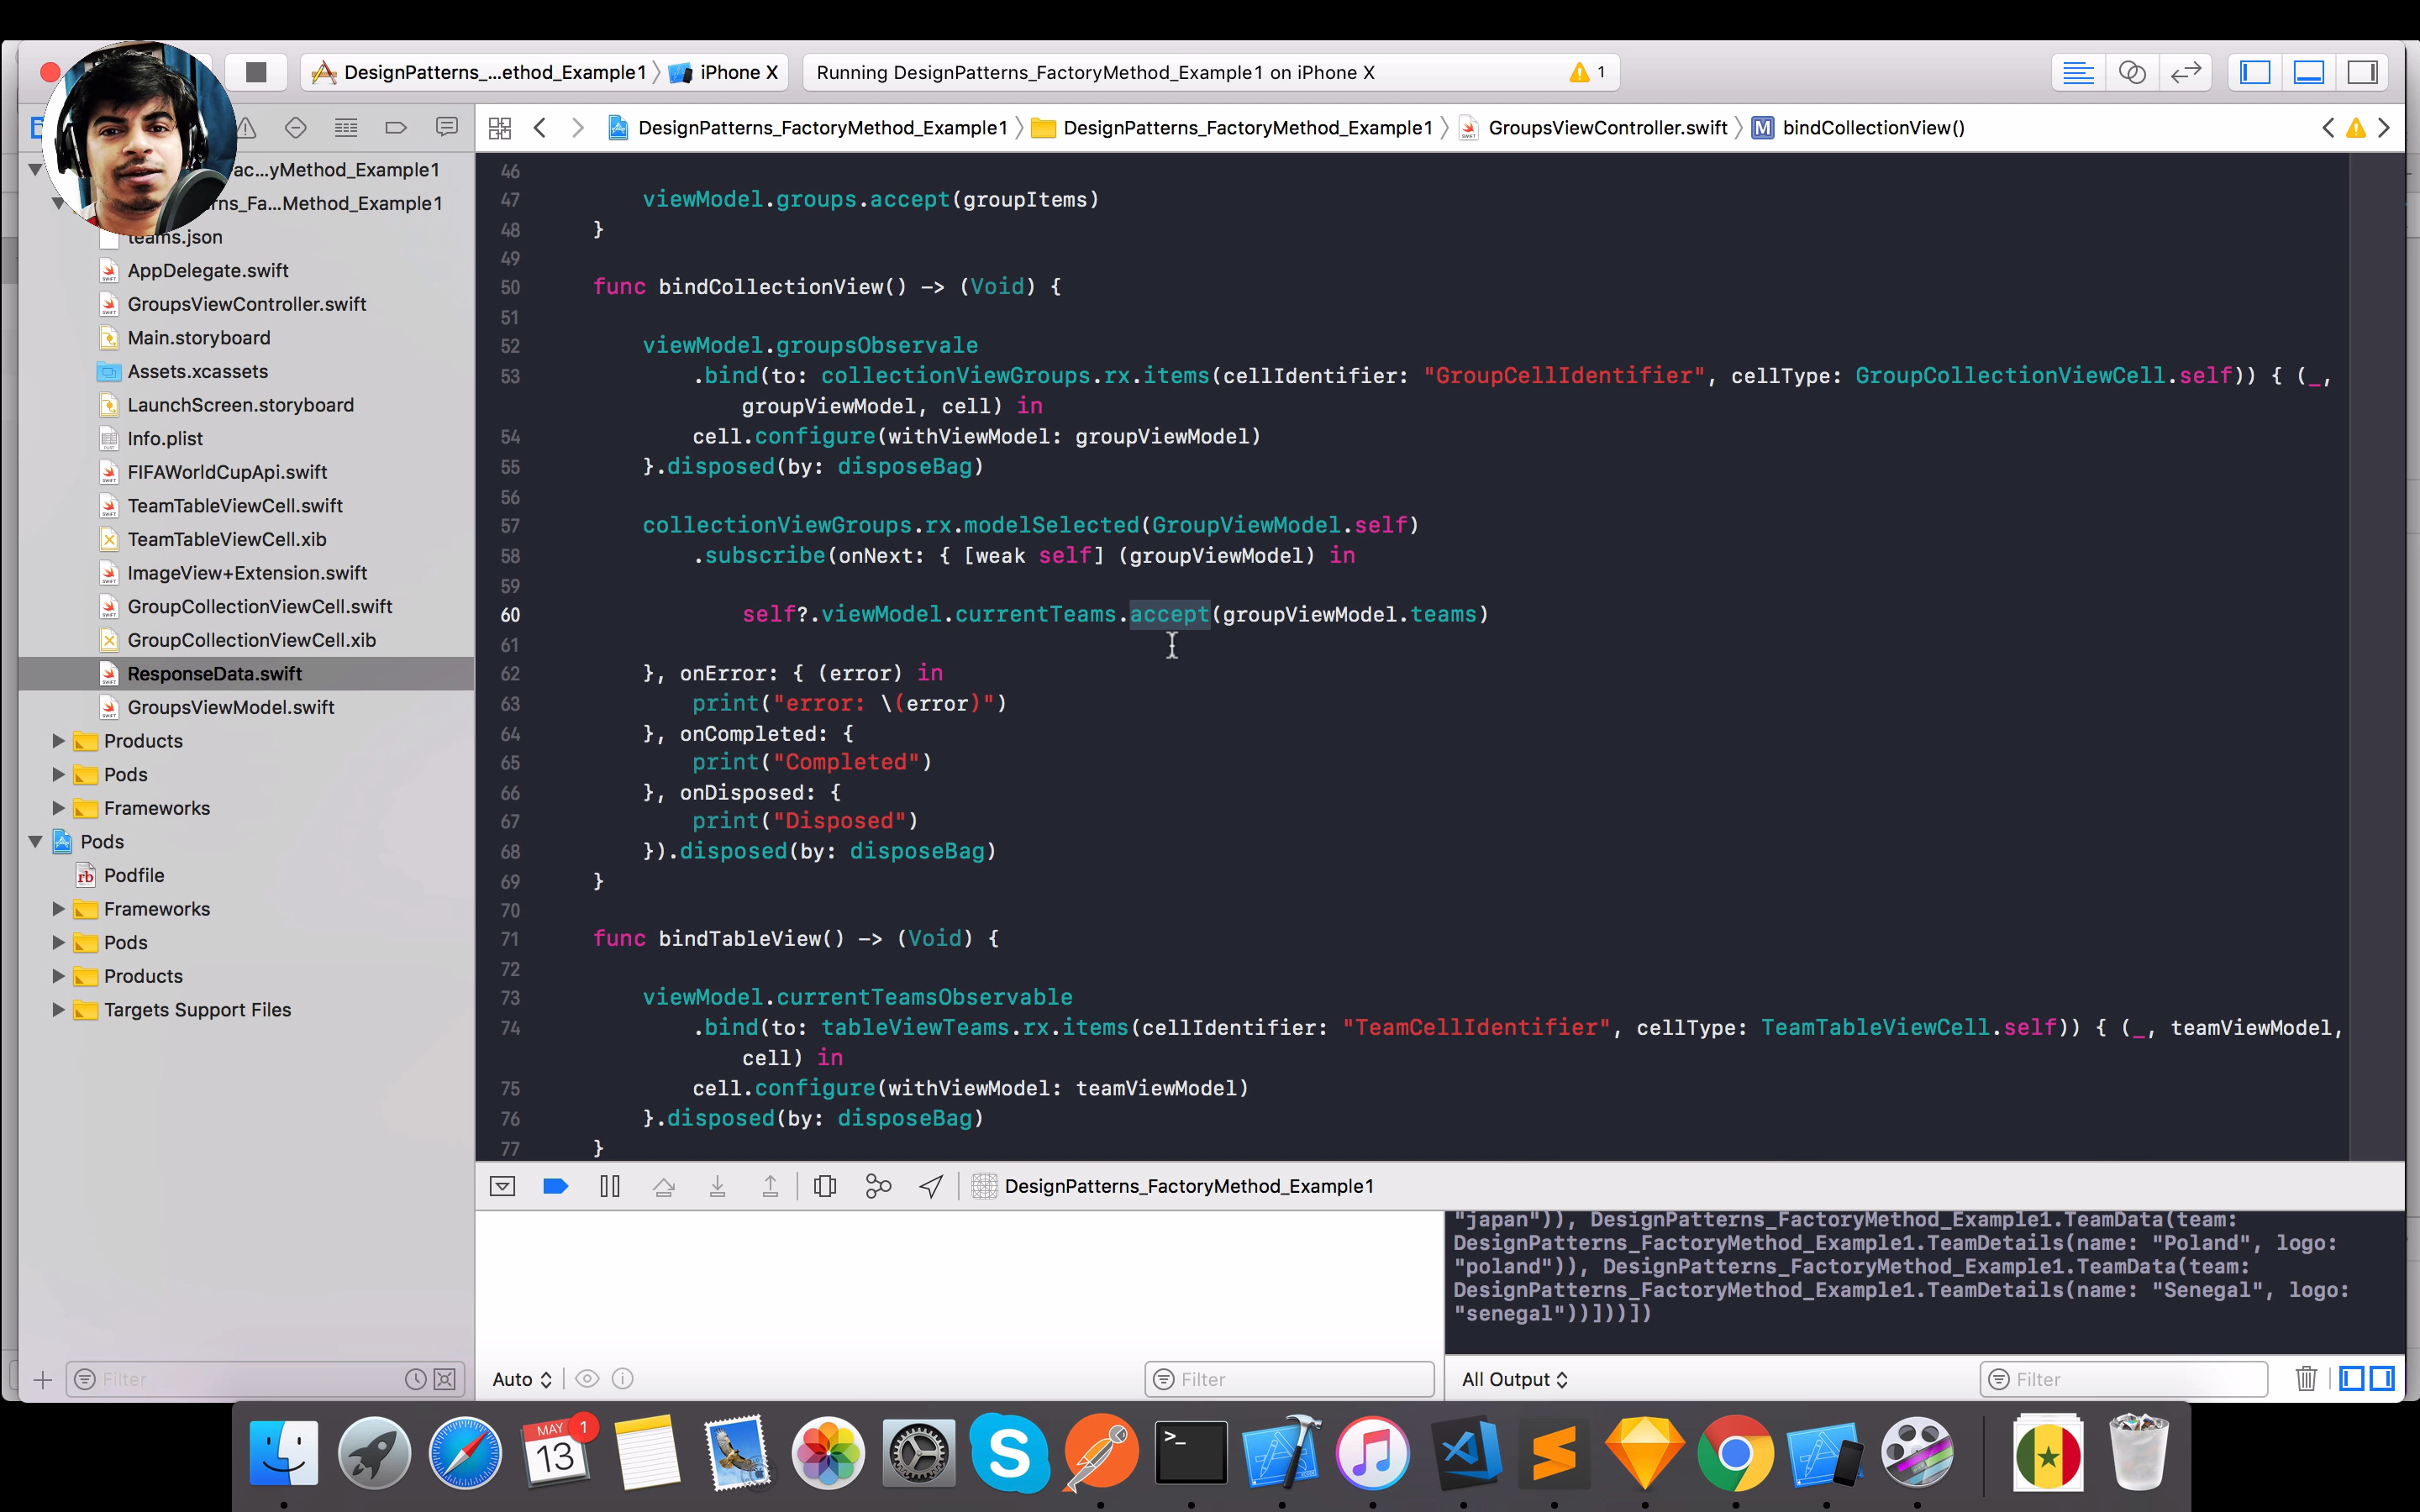 DesignPatterns_...ethod_Example1 iPhone X
Running DesignPatterns_FactoryMethod_Example1 on iPhone X
1
DesignPatterns_FactoryMethod_Example1 DesignPatterns_FactoryMethod_Example1 GroupsViewController.swift M bindCollectionView()
ac...yMethod_Example1
rns_Fa...Method_Example1
teams.json
AppDelegate.swift
GroupsViewController.swift
Main.storyboard
Assets.xcassets
LaunchScreen.storyboard
Info.plist
FIFAWorldCupApi.swift
TeamTableViewCell.swift
TeamTableViewCell.xib
ImageView+Extension.swift
GroupCollectionViewCell.swift
GroupCollectionViewCell.xib
ResponseData.swift
GroupsViewModel.swift
Products
Pods
Frameworks
Pods
rb Podfile
Frameworks
Pods
Products
Targets Support Files
Filter
46
47 viewModel.groups.accept(groupItems)
48 }
49
50 func bindCollectionView() -> (Void) {
51
52 viewModel.groupsObservale
53 .bind(to: collectionViewGroups.rx.items(cellIdentifier: "GroupCellIdentifier", cellType: GroupCollectionViewCell.self)) { (_,
groupViewModel, cell) in
54 cell.configure(withViewModel: groupViewModel)
55 }.disposed(by: disposeBag)
56
57 collectionViewGroups.rx.modelSelected(GroupViewModel.self)
58 .subscribe(onNext: { [weak self] (groupViewModel) in
59
60 self?.viewModel.currentTeams.accept(groupViewModel.teams)
61
62 }, onError: { (error) in
63 print("error: \(error)")
64 }, onCompleted: {
65 print("Completed")
66 }, onDisposed: {
67 print("Disposed")
68 }).disposed(by: disposeBag)
69 }
70
71 func bindTableView() -> (Void) {
72
73 viewModel.currentTeamsObservable
74 .bind(to: tableViewTeams.rx.items(cellIdentifier: "TeamCellIdentifier", cellType: TeamTableViewCell.self)) { (_, teamViewModel,
cell) in
75 cell.configure(withViewModel: teamViewModel)
76 }.disposed(by: disposeBag)
77 }
DesignPatterns_FactoryMethod_Example1
"japan")), DesignPatterns_FactoryMethod_Example1.TeamData(team:
DesignPatterns_FactoryMethod_Example1.TeamDetails(name: "Poland", logo:
"poland")), DesignPatterns_FactoryMethod_Example1.TeamData(team:
DesignPatterns_FactoryMethod_Example1.TeamDetails(name: "Senegal", logo:
"senegal"))]))])
Auto
Filter
All Output
Filter
MAY 1
13
S
>_